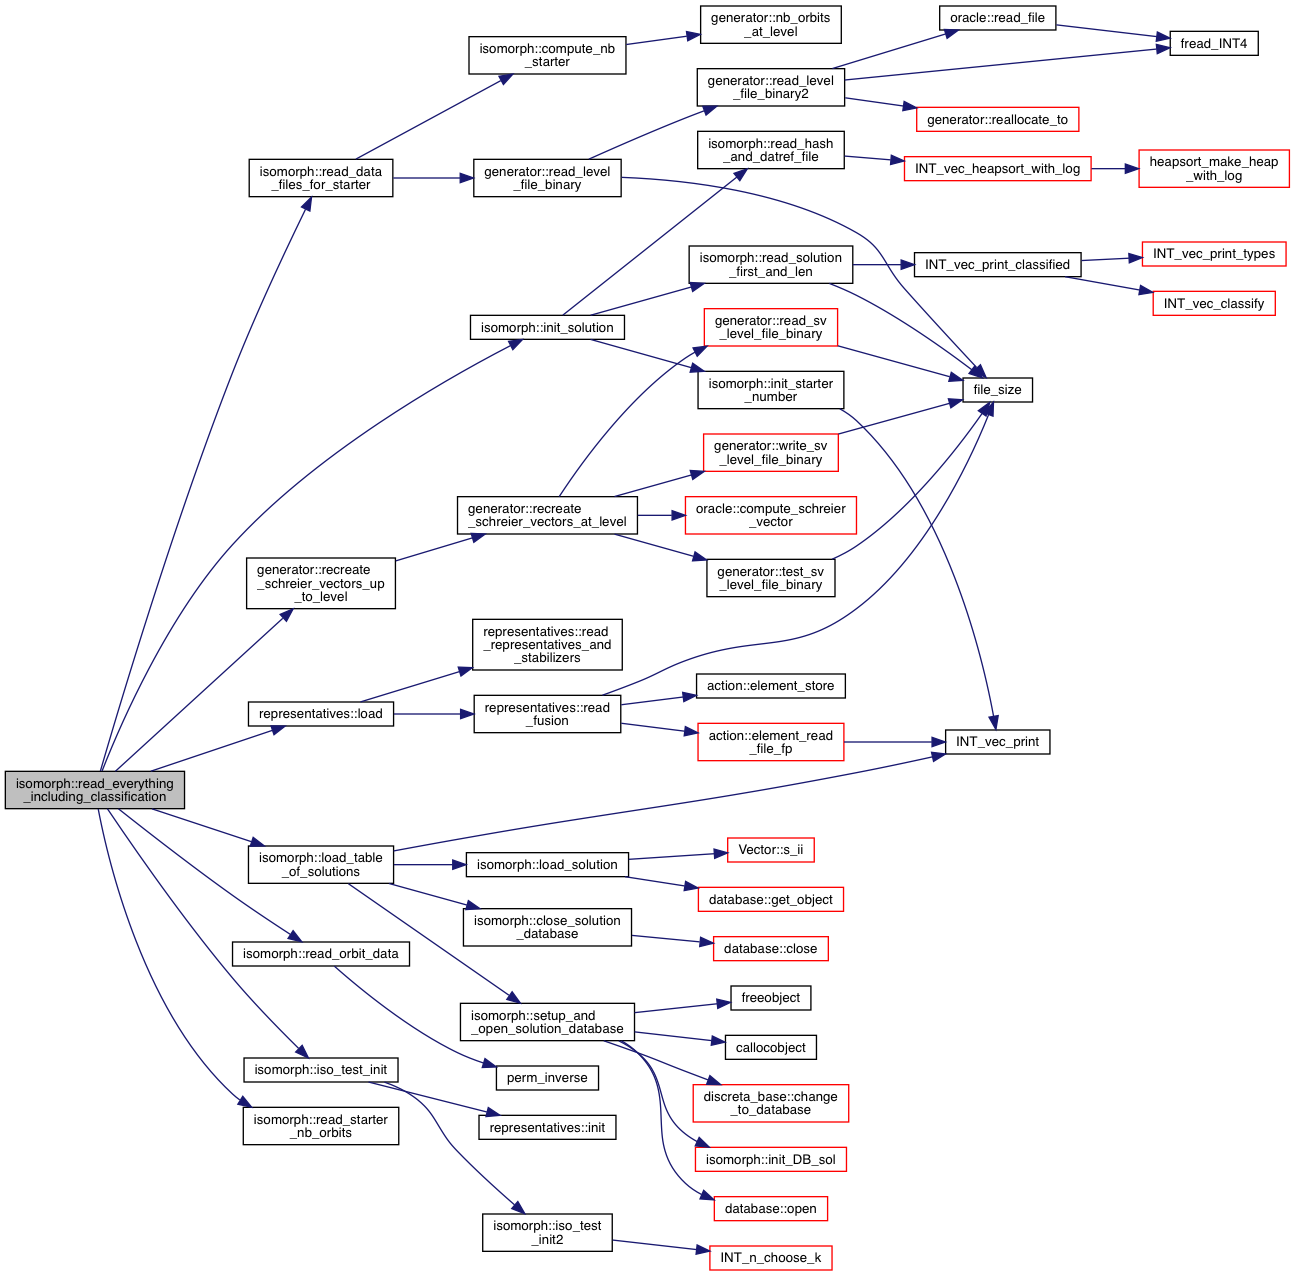 isomorph::read_everything
_including_classification
isomorph::read_data
_files_for_starter
isomorph::compute_nb
_starter
generator::nb_orbits
_at_level
generator::read_level
_file_binary
generator::read_level
_file_binary2
oracle::read_file
fread_INT4
generator::reallocate_to
isomorph::init_solution
isomorph::read_hash
_and_datref_file
INT_vec_heapsort_with_log
heapsort_make_heap
_with_log
isomorph::read_solution
_first_and_len
INT_vec_print_classified
INT_vec_print_types
INT_vec_classify
generator::read_sv
_level_file_binary
isomorph::init_starter
_number
file_size
generator::write_sv
_level_file_binary
generator::recreate
_schreier_vectors_at_level
oracle::compute_schreier
_vector
generator::test_sv
_level_file_binary
generator::recreate
_schreier_vectors_up
_to_level
representatives::read
_representatives_and
_stabilizers
representatives::load
representatives::read
_fusion
action::element_store
action::element_read
_file_fp
INT_vec_print
isomorph::load_table
_of_solutions
isomorph::load_solution
Vector::s_ii
database::get_object
isomorph::close_solution
_database
database::close
isomorph::read_orbit_data
isomorph::setup_and
_open_solution_database
freeobject
callocobject
perm_inverse
discreta_base::change
_to_database
isomorph::iso_test_init
representatives::init
isomorph::init_DB_sol
isomorph::read_starter
_nb_orbits
database::open
isomorph::iso_test
_init2
INT_n_choose_k